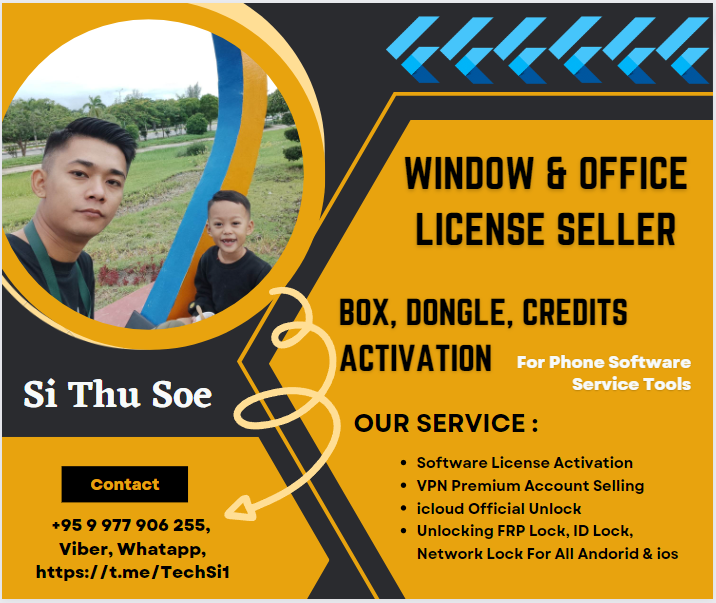 WINDOW & OFFICE
LICENSE SELLER
BOX, DONGLE, CREDITS
ACTIVATION
For Phone Software
Service Tools
Si Thu Soe
OUR SERVICE :
• Software License Activation
• VPN Premium Account Selling
• icloud Official Unlock
• Unlocking FRP Lock, ID Lock,
Network Lock For All Andorid & ios
Contact
+95 9 977 906 255,
Viber, Whatapp,
https://t.me/TechSi1